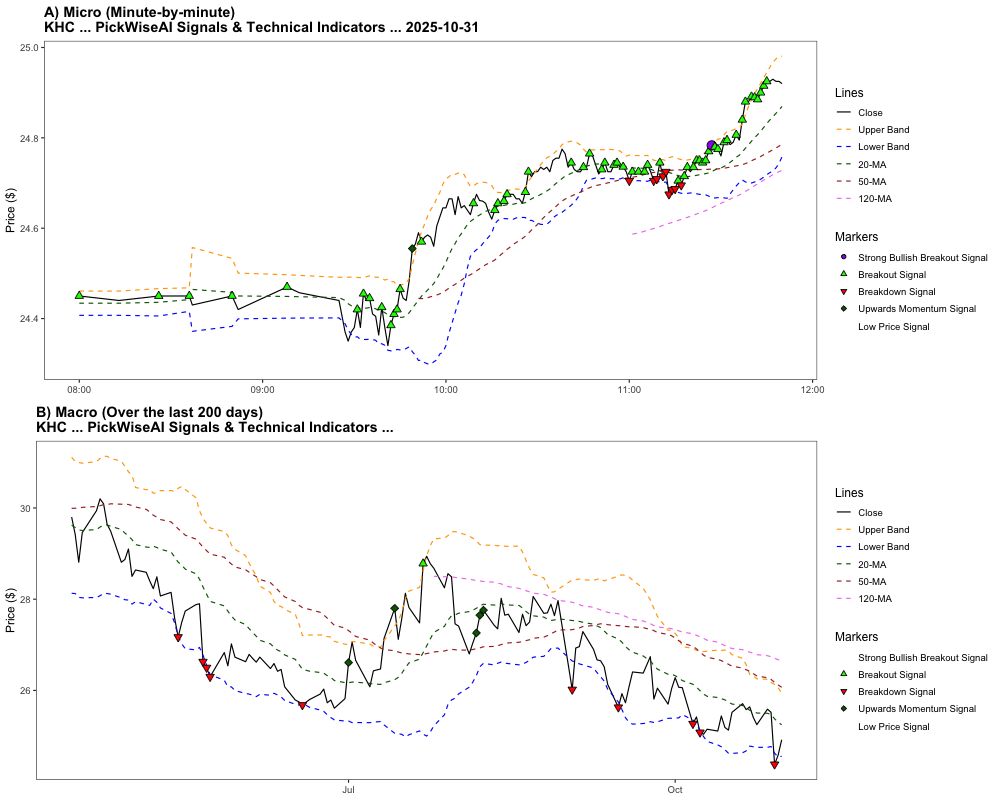 A) Micro (Minute-by-minute)
KHC ... PickWiseAI Signals & Technical Indicators ... 2025-10-31
25.0
24.8
24.6
24.4
Price ($)
08:00
09:00
10:00
11:00
12:00
Lines
Close
Upper Band
Lower Band
20-MA
50-MA
120-MA
Markers
Strong Bullish Breakout Signal
Breakout Signal
Breakdown Signal
Upwards Momentum Signal
Low Price Signal
B) Macro (Over the last 200 days)
KHC ... PickWiseAI Signals & Technical Indicators ...
30
28
26
Price ($)
Jul
Oct
Lines
Close
Upper Band
Lower Band
20-MA
50-MA
120-MA
Markers
Strong Bullish Breakout Signal
Breakout Signal
Breakdown Signal
Upwards Momentum Signal
Low Price Signal